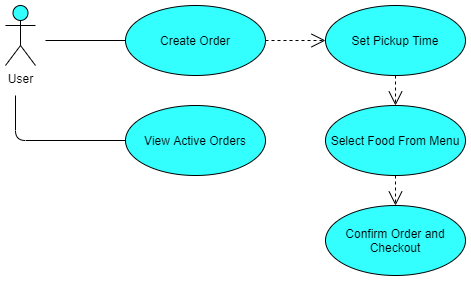 Create Order
Set Pickup Time
User
View Active Orders
Select Food From Menu
Confirm Order and
Checkout